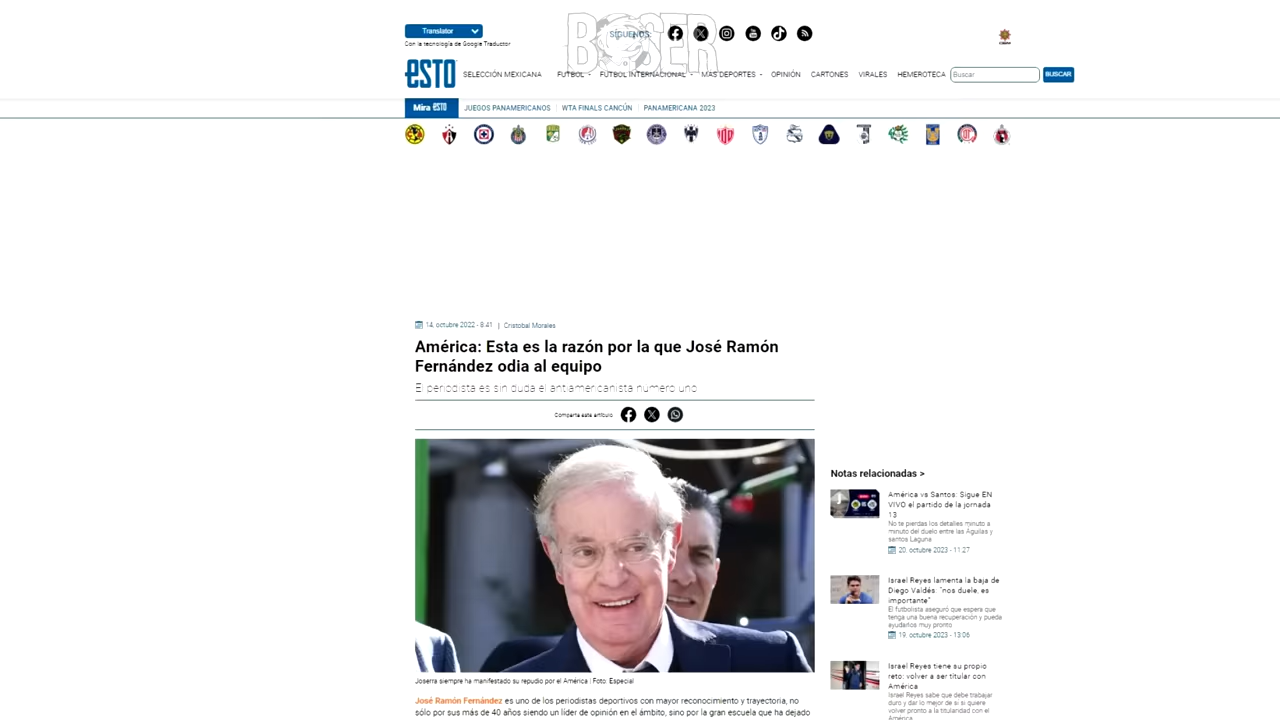 Translator
Con la tecnología de Google Traductor
BOSER
SÍGUENOS:
esto
SELECCIÓN MEXICANA
FUTBOL
FÚTBOL INTERNACIONAL
MÁS DEPORTES
OPINIÓN
CARTONES
VIRALES
HEMEROTECA
Buscar
BUSCAR
Mira esto
JUEGOS PANAMERICANOS
WTA FINALS CANCÚN
PANAMERICANA 2023
14, octubre 2022 - 8:41 | Cristobal Morales
América: Esta es la razón por la que José Ramón
Fernández odia al equipo
El periodista es sin duda el antiamericanista número uno
Comparte este artículo
Joserra siempre ha manifestado su repudio por el América | Foto: Especial
José Ramón Fernández es uno de los periodistas deportivos con mayor reconocimiento y trayectoria, no
sólo por sus más de 40 años siendo un líder de opinión en el ámbito, sino por la gran escuela que ha dejado
Notas relacionadas >
América vs Santos: Sigue EN
VIVO el partido de la jornada
13
No te pierdas los detalles minuto a
minuto del duelo entre las Águilas y
santos Laguna
20, octubre 2023 - 11:27
Israel Reyes lamenta la baja de
Diego Valdés: "nos duele, es
importante"
El futbolista aseguró que espera que
tenga una buena recuperación y pueda
ayudarlos muy pronto
19, octubre 2023 - 13:06
Israel Reyes tiene su propio
reto: volver a ser titular con
América
Israel Reyes sabe que debe trabajar
duro y dar lo mejor de sí si quiere
volver pronto a la titularidad con el
América